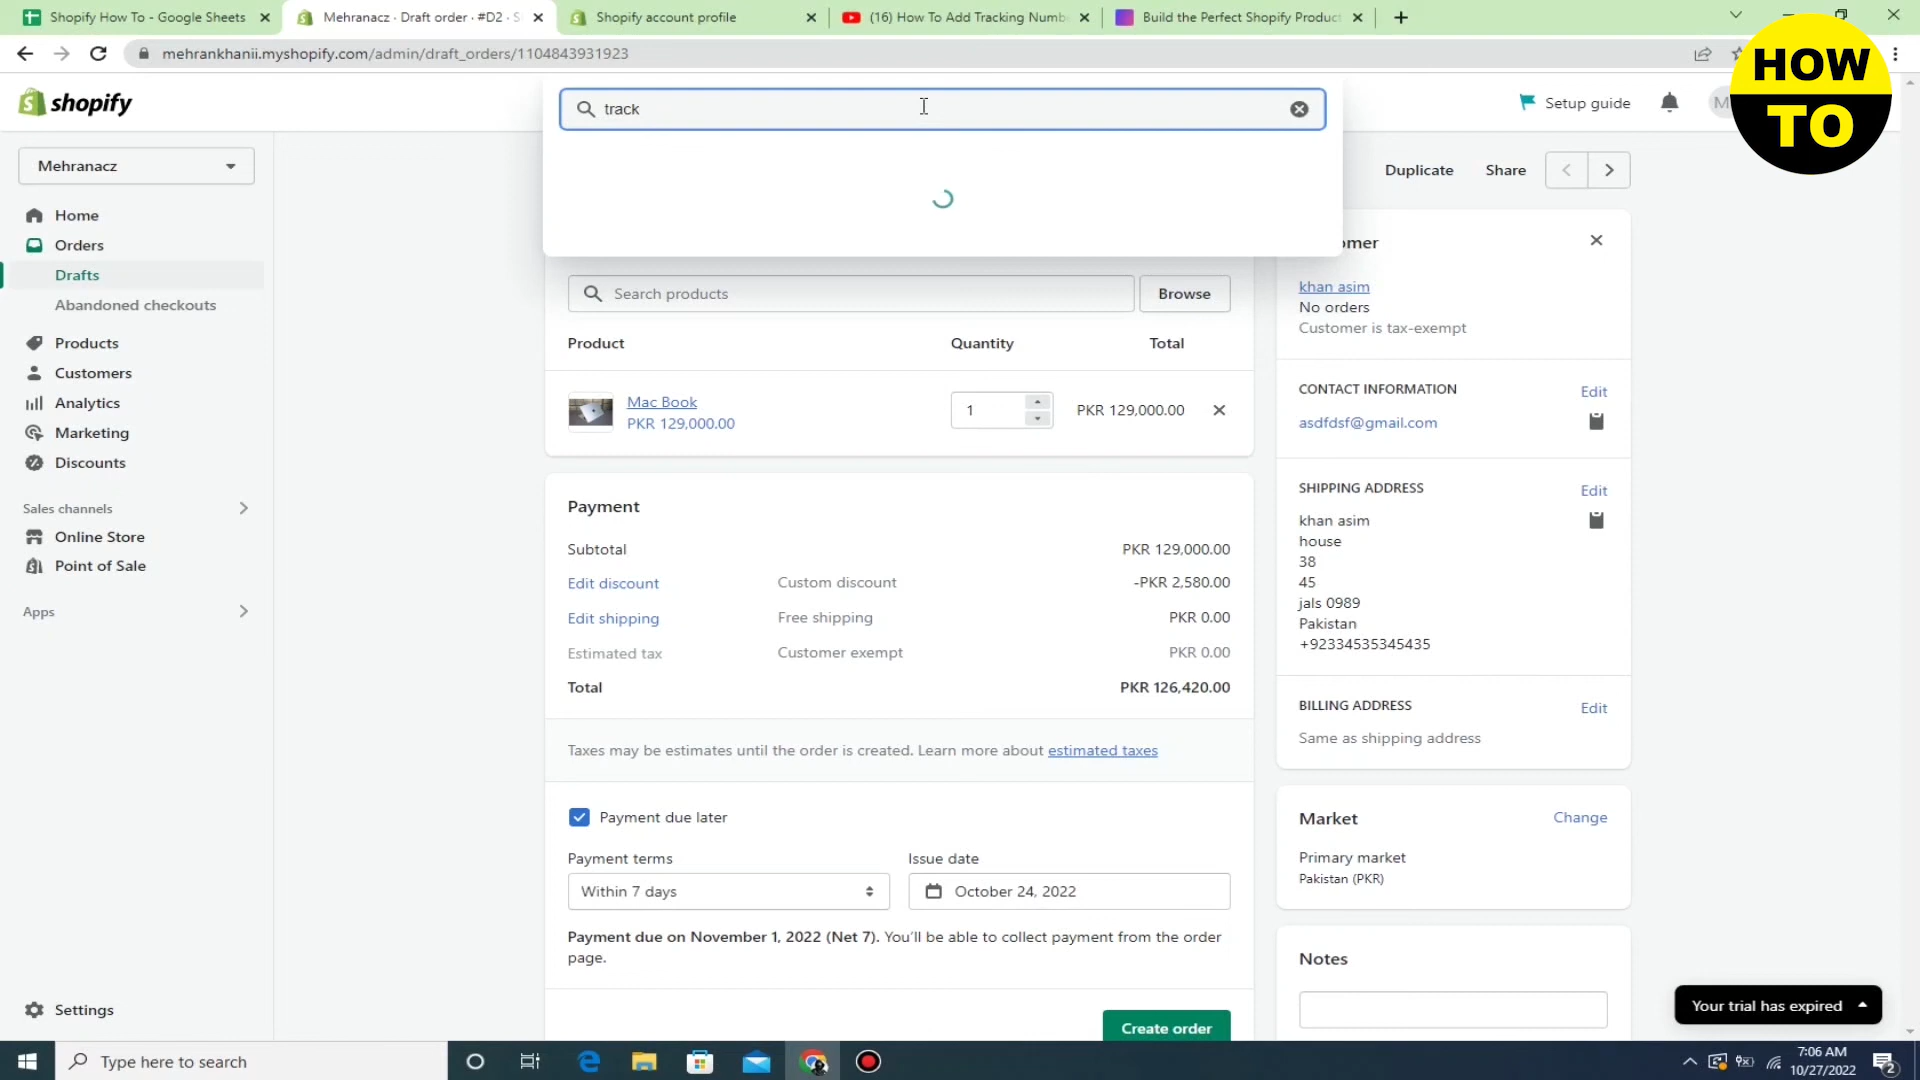 Shopify How To - Google Sheets
Mehranacz · Draft order · #D2 · S
Shopify account profile
(16) How To Add Tracking Numb
Build the Perfect Shopify Product
mehrankhanii.myshopify.com/admin/draft_orders/1104843931923
HOW
TO
shopify
track
Setup guide
M
Mehranacz
Duplicate
Share
Home
Orders
Drafts
Abandoned checkouts
Products
Customers
Analytics
Marketing
Discounts
Sales channels
Online Store
Point of Sale
Apps
Settings
Search products
Browse
Product
Quantity
Total
Mac Book
PKR 129,000.00
1
PKR 129,000.00
Payment
Subtotal
PKR 129,000.00
Edit discount
Custom discount
-PKR 2,580.00
Edit shipping
Free shipping
PKR 0.00
Estimated tax
Customer exempt
PKR 0.00
Total
PKR 126,420.00
Taxes may be estimates until the order is created. Learn more about estimated taxes
Payment due later
Payment terms
Issue date
Within 7 days
October 24, 2022
Payment due on November 1, 2022 (Net 7). You'll be able to collect payment from the order
page.
Create order
omer
khan asim
No orders
Customer is tax-exempt
CONTACT INFORMATION
Edit
asdfdsf@gmail.com
SHIPPING ADDRESS
Edit
khan asim
house
38
45
jals 0989
Pakistan
+92334535345435
BILLING ADDRESS
Edit
Same as shipping address
Market
Change
Primary market
Pakistan (PKR)
Notes
Your trial has expired
Type here to search
7:06 AM
10/27/2022
2